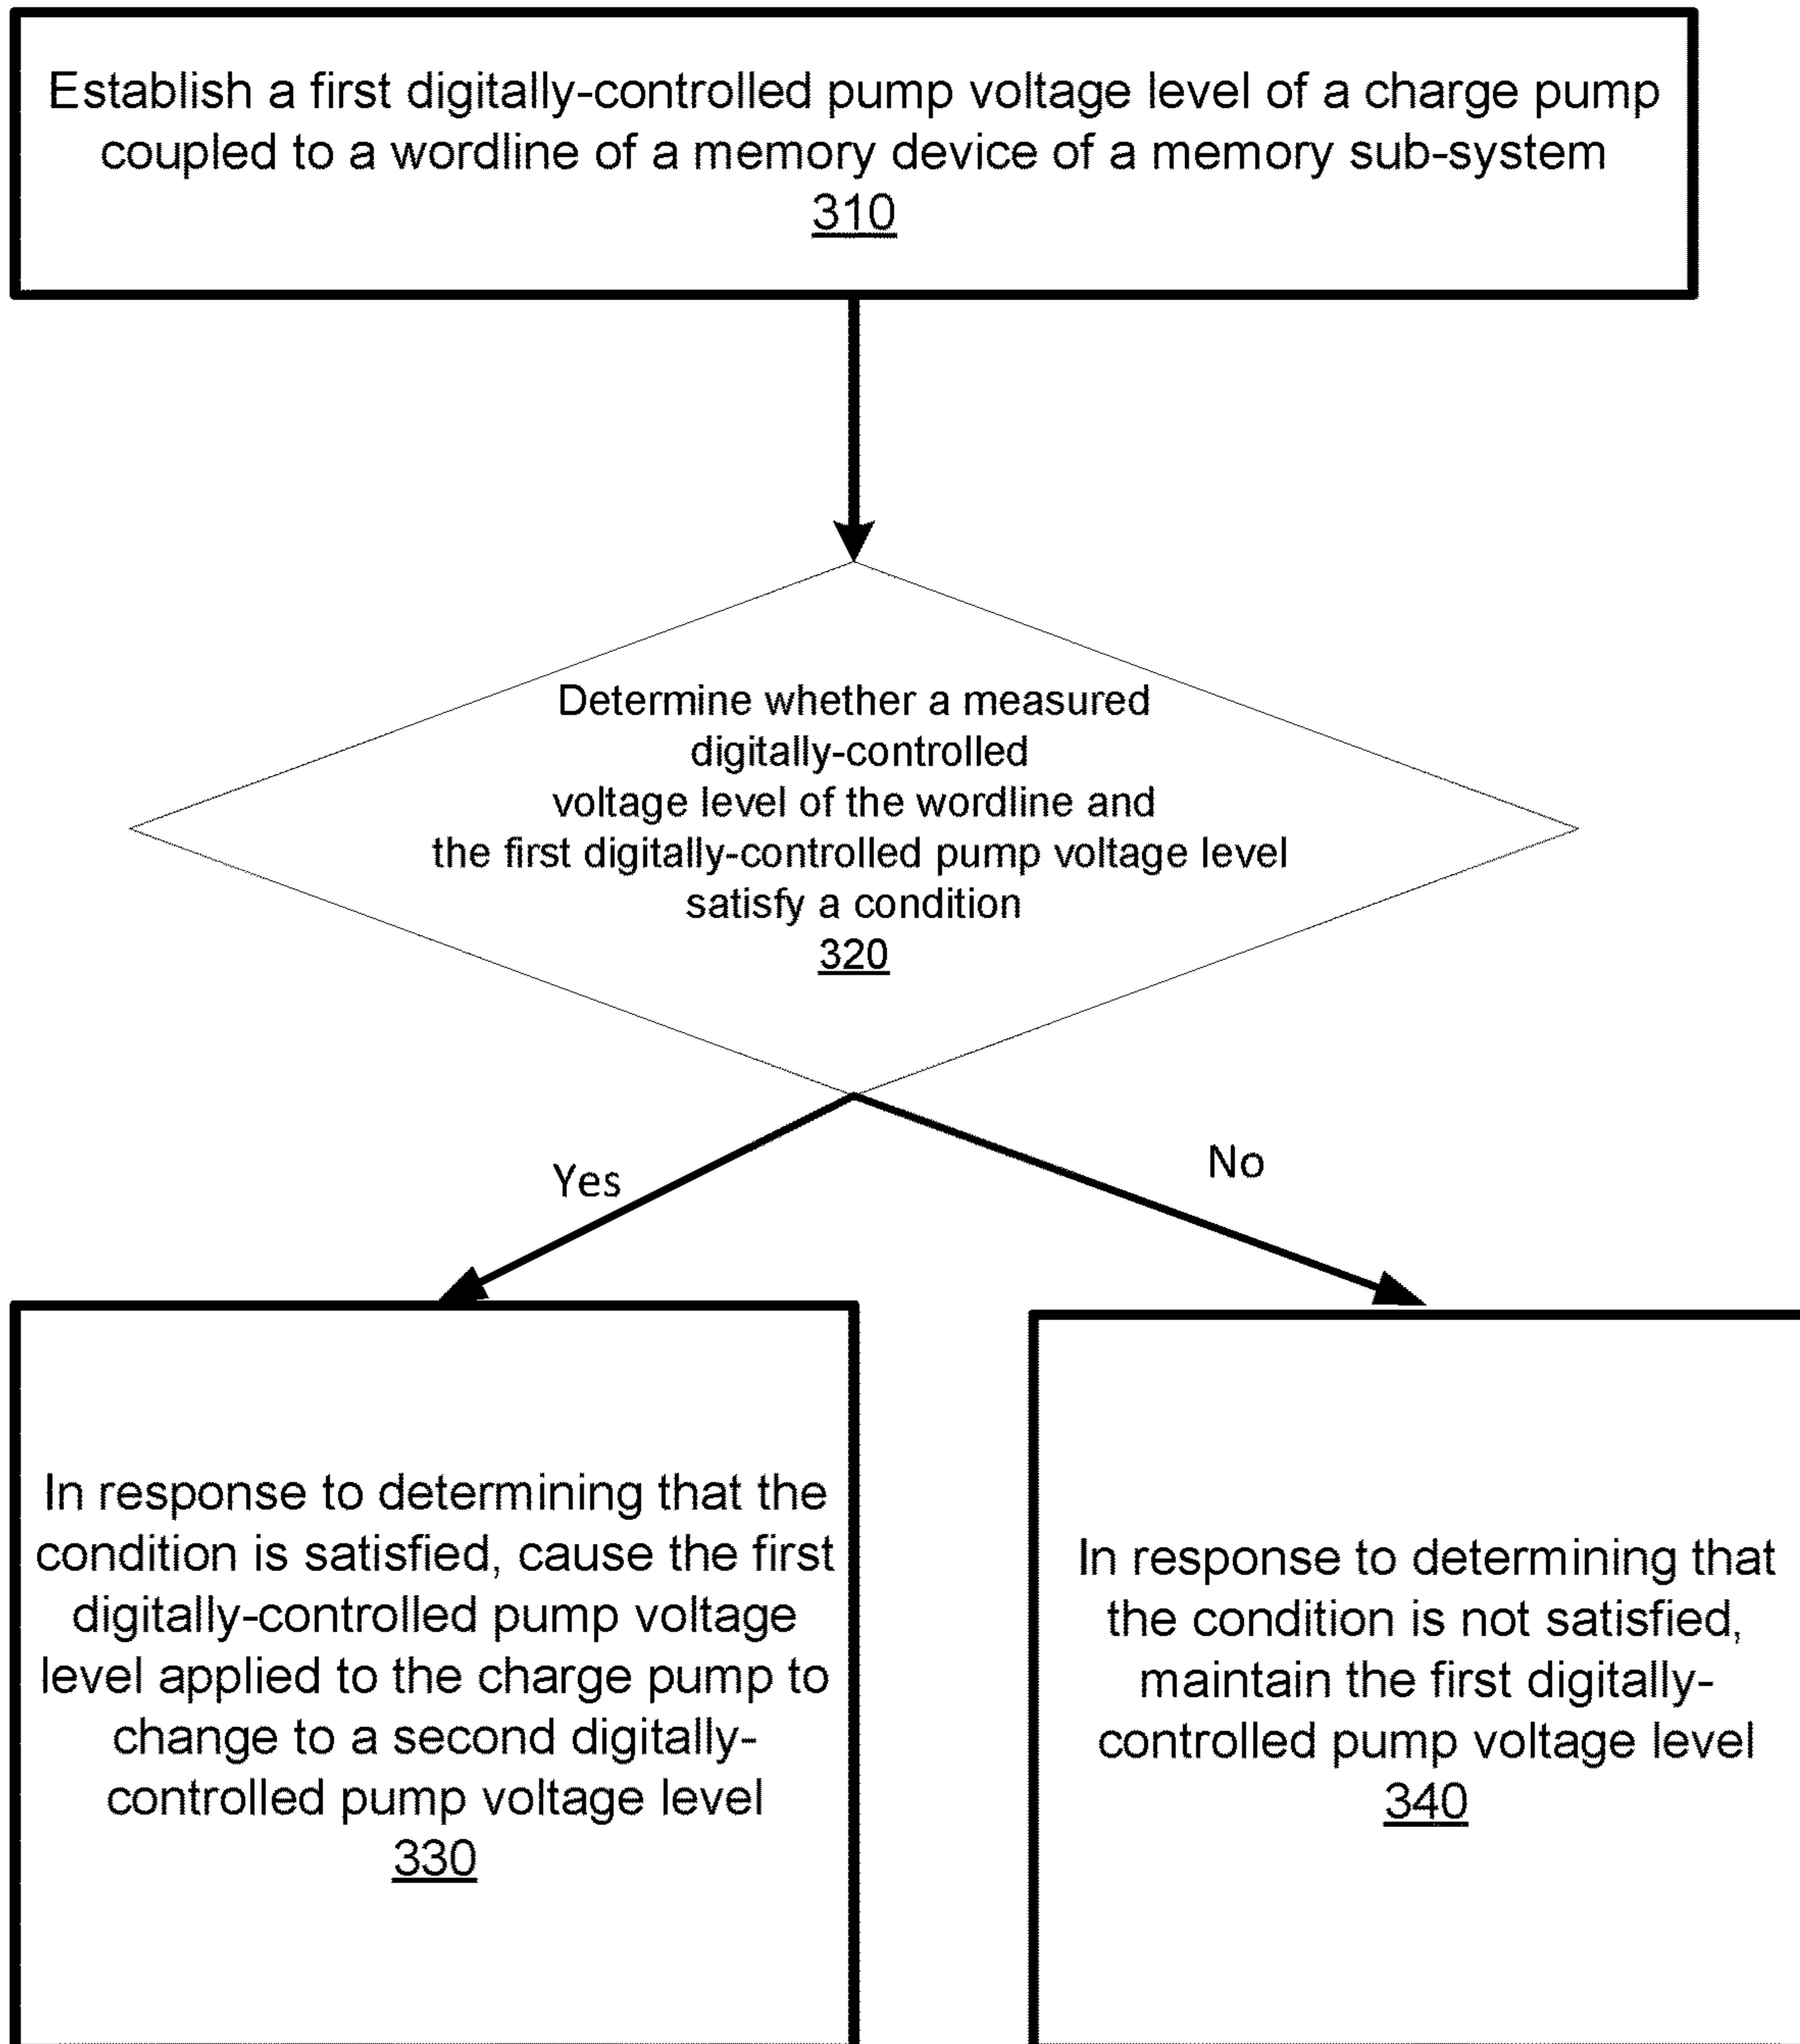 Establish a first digitally-controlled pump voltage level of a charge pump
coupled to a wordline of a memory device of a memory sub-system
310
Determine whether a measured
digitally-controlled
voltage level of the wordline and
the first digitally-controlled pump voltage level
satisfy a condition
320
Yes
No
In response to determining that the
condition is satisfied, cause the first
digitally-controlled pump voltage
level applied to the charge pump to
change to a second digitally-
controlled pump voltage level
330
In response to determining that
the condition is not satisfied,
maintain the first digitally-
controlled pump voltage level
340